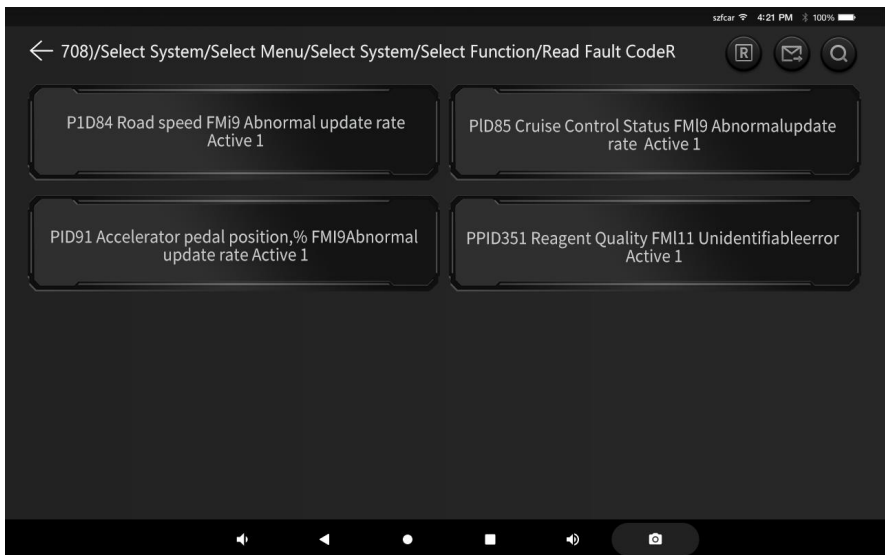 szfcar 4:21 PM 100%
708)/Select System/Select Menu/Select System/Select Function/Read Fault CodeR
R
P1D84 Road speed FMi9 Abnormal update rate
Active 1
PlD85 Cruise Control Status FMl9 Abnormalupdate
rate Active 1
PID91 Accelerator pedal position,% FMI9Abnormal
update rate Active 1
PPID351 Reagent Quality FMl11 Unidentifiableerror
Active 1